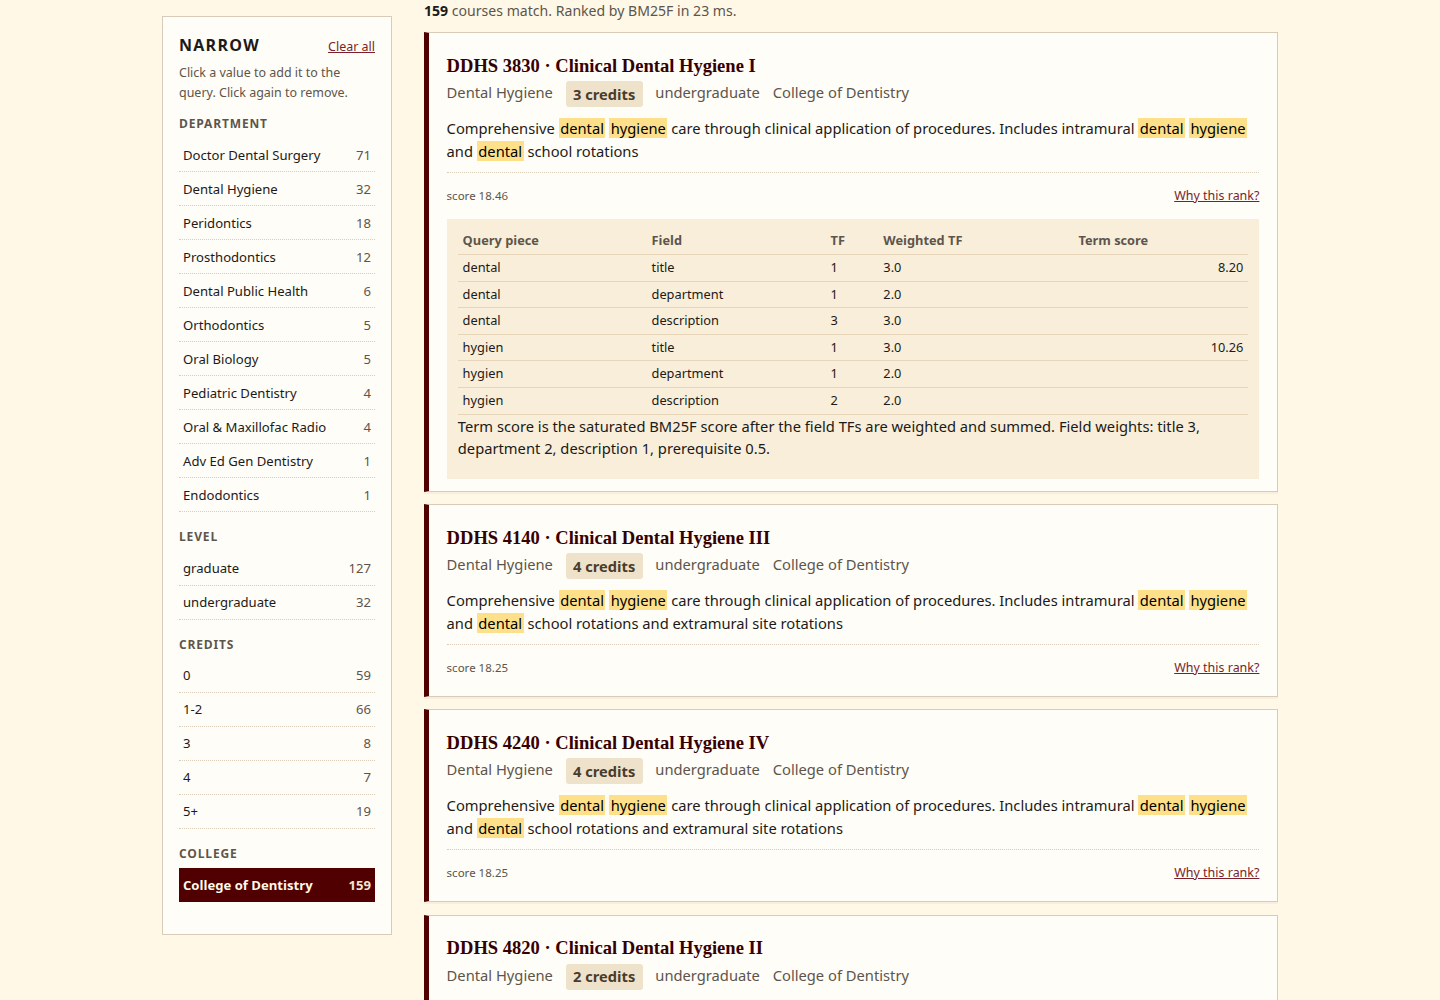 NARROW
Clear all
Click a value to add it to the
query. Click again to remove.
DEPARTMENT
Doctor Dental Surgery 71
Dental Hygiene 32
Peridontics 18
Prosthodontics 12
Dental Public Health 6
Orthodontics 5
Oral Biology 5
Pediatric Dentistry 4
Oral & Maxillofac Radio 4
Adv Ed Gen Dentistry 1
Endodontics 1
LEVEL
graduate 127
undergraduate 32
CREDITS
0 59
1-2 66
3 8
4 7
5+ 19
COLLEGE
College of Dentistry 159
159 courses match. Ranked by BM25F in 23 ms.
DDHS 3830 · Clinical Dental Hygiene I
Dental Hygiene 3 credits undergraduate College of Dentistry
Comprehensive dental hygiene care through clinical application of procedures. Includes intramural dental hygiene
and dental school rotations
score 18.46 Why this rank?
Query piece Field TF Weighted TF Term score
dental title 1 3.0 8.20
dental department 1 2.0
dental description 3 3.0
hygien title 1 3.0 10.26
hygien department 1 2.0
hygien description 2 2.0
Term score is the saturated BM25F score after the field TFs are weighted and summed. Field weights: title 3,
department 2, description 1, prerequisite 0.5.
DDHS 4140 · Clinical Dental Hygiene III
Dental Hygiene 4 credits undergraduate College of Dentistry
Comprehensive dental hygiene care through clinical application of procedures. Includes intramural dental hygiene
and dental school rotations and extramural site rotations
score 18.25 Why this rank?
DDHS 4240 · Clinical Dental Hygiene IV
Dental Hygiene 4 credits undergraduate College of Dentistry
Comprehensive dental hygiene care through clinical application of procedures. Includes intramural dental hygiene
and dental school rotations and extramural site rotations
score 18.25 Why this rank?
DDHS 4820 · Clinical Dental Hygiene II
Dental Hygiene 2 credits undergraduate College of Dentistry